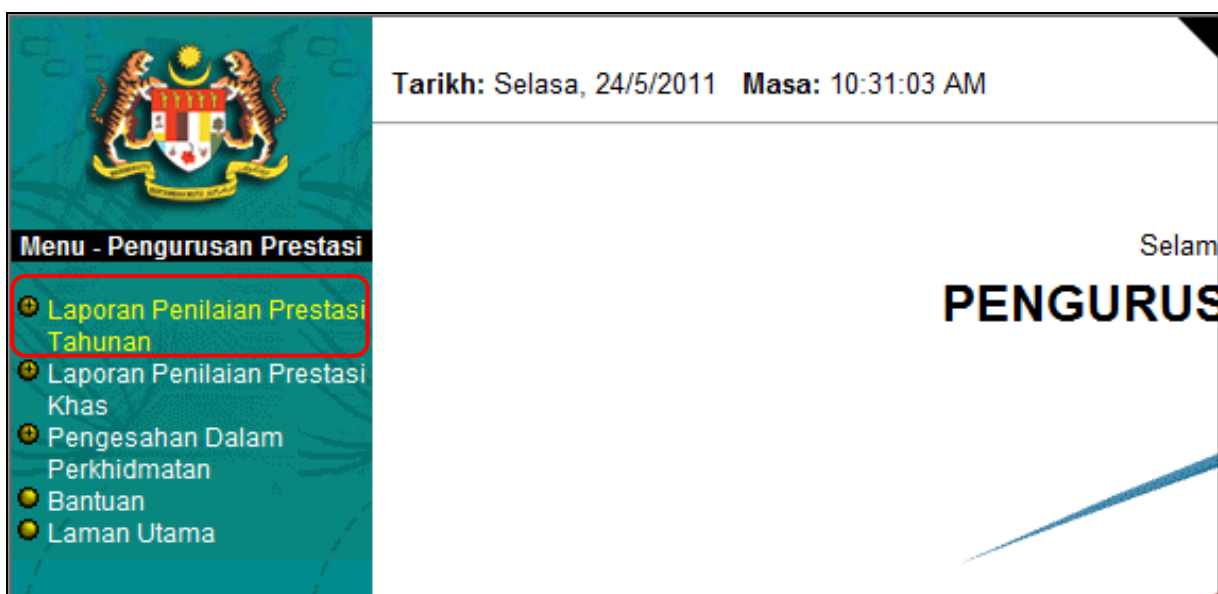 Tarikh: Selasa, 24/5/2011 Masa: 10:31:03 AM
Menu - Pengurusan Prestasi
Laporan Penilaian Prestasi
Tahunan
Laporan Penilaian Prestasi
Khas
Pengesahan Dalam
Perkhidmatan
Bantuan
Laman Utama
Selam
PENGURUS